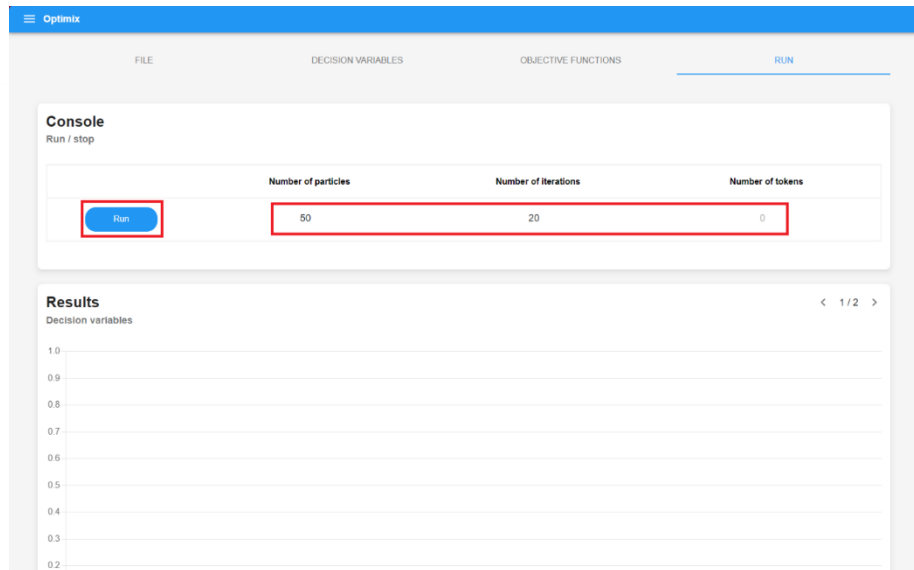 Optimix
FILE DECISION VARIABLES OBJECTIVE FUNCTIONS RUN
Console
Run / stop
Number of particles Number of iterations Number of tokens
Run 50 20 0
Results < 1 / 2 >
Decision variables
1.0
0.9
0.8
0.7
0.6
0.5
0.4
0.3
0.2